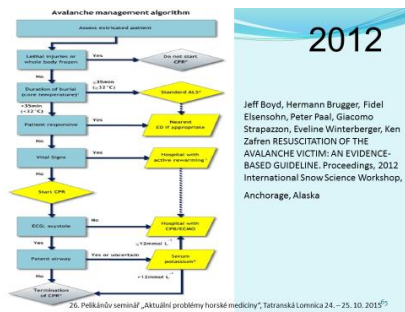 Avalanche management algorithm
2012
Assess extricated patient
Lethal injuries or
whole body frozen
Yes
Do not start
CPR
No
Duration of burial
(core temperature)
≤35min
(≥32°C)
Standard ALS
>35min
(<32°C)
Patient responsive
Yes
Nearest
ED if appropriate
No
Vital Signs
Yes
Hospital with
active rewarming
No
Start CPR
ECG; asystole
No
Hospital with
CPB/ECMO
Yes
Patent airway
Yes or uncertain
Serum
potassium
No
Termination
of CPR
Jeff Boyd, Hermann Brugger, Fidel
Elsensohn, Peter Paal, Giacomo
Strapazzon, Eveline Winterberger, Ken
Zafren RESUSCITATION OF THE
AVALANCHE VICTIM: AN EVIDENCE-
BASED GUIDELINE. Proceedings, 2012
International Snow Science Workshop,
Anchorage, Alaska
26. Pelikánův seminář „Aktuální problémy horské medicíny“, Tatranská Lomnica 24. – 25. 10. 2015